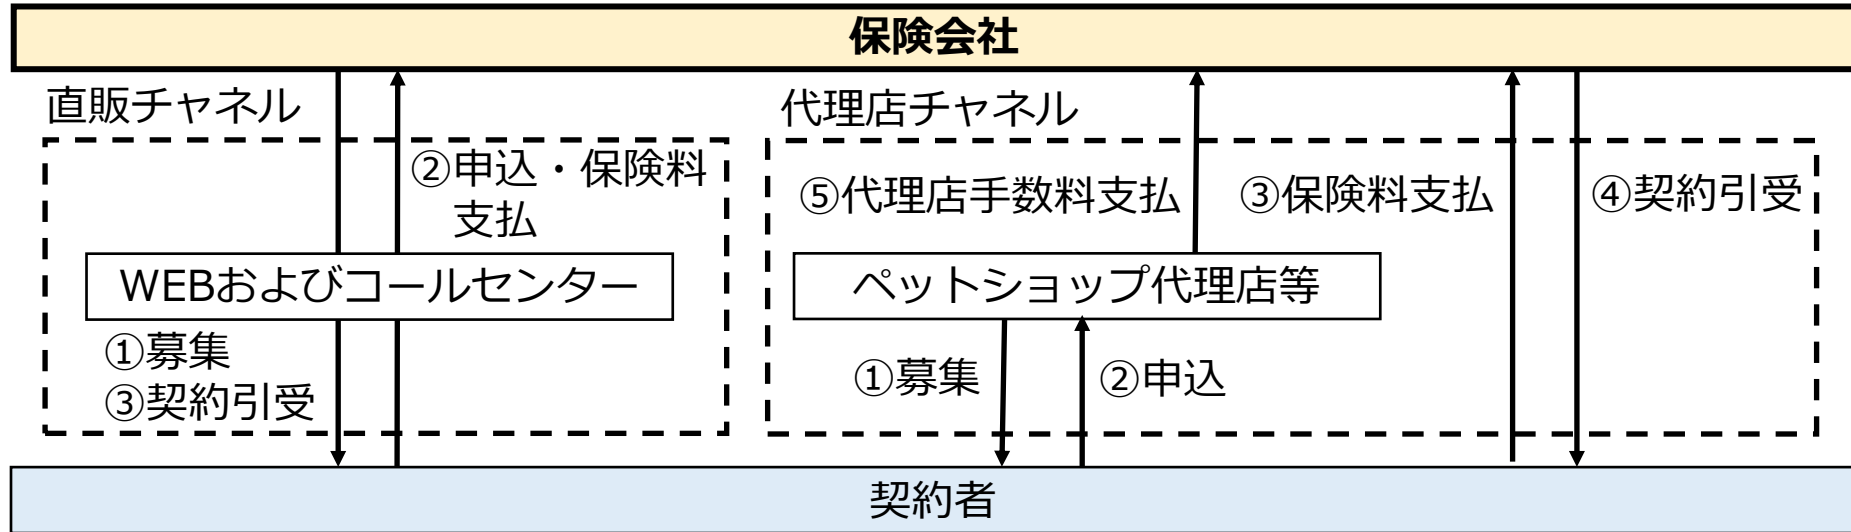 保険会社
直販チャネル
②申込・保険料
支払
WEBおよびコールセンター
①募集
③契約引受
代理店チャネル
⑤代理店手数料支払
③保険料支払
④契約引受
ペットショップ代理店等
①募集
②申込
契約者